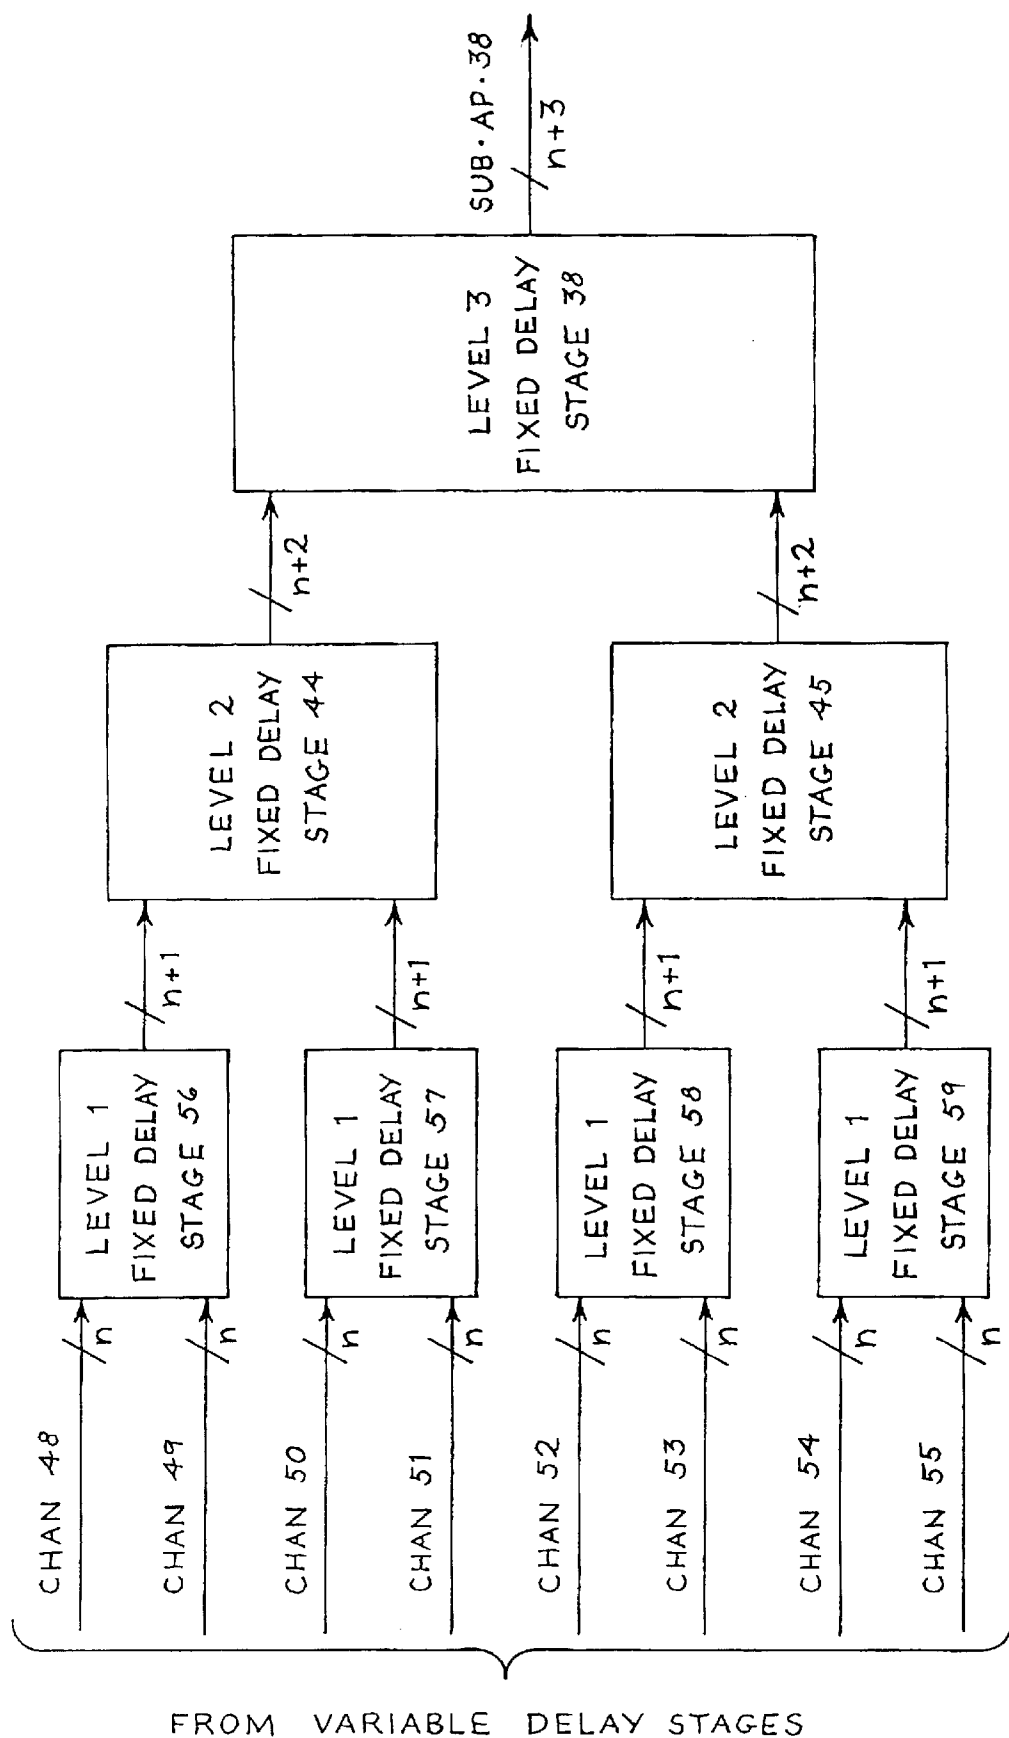 FROM VARIABLE DELAY STAGES
CHAN 48
n
CHAN 49
n
CHAN 50
n
CHAN 51
n
CHAN 52
n
CHAN 53
n
CHAN 54
n
CHAN 55
n
LEVEL 1
FIXED DELAY
STAGE 56
n+1
LEVEL 1
FIXED DELAY
STAGE 57
n+1
LEVEL 1
FIXED DELAY
STAGE 58
n+1
LEVEL 1
FIXED DELAY
STAGE 59
n+1
LEVEL 2
FIXED DELAY
STAGE 44
n+2
LEVEL 2
FIXED DELAY
STAGE 45
n+2
LEVEL 3
FIXED DELAY
STAGE 38
SUB·AP·38
n+3